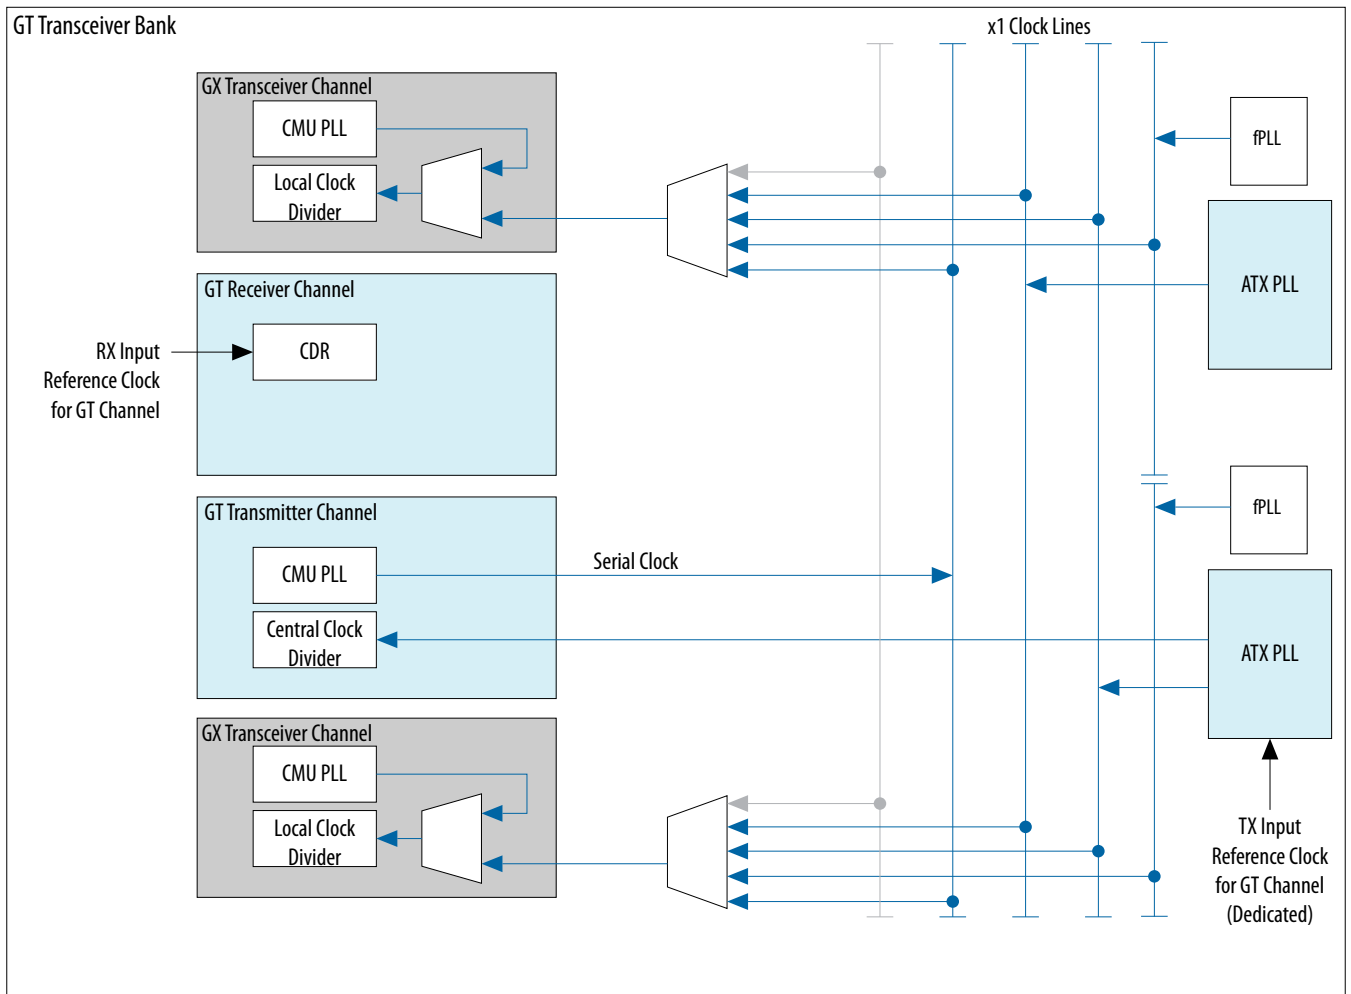 GT Transceiver Bank
x1 Clock Lines
GX Transceiver Channel
CMU PLL
Local Clock
Divider
fPLL
ATX PLL
GT Receiver Channel
CDR
RX Input
Reference Clock
for GT Channel
GT Transmitter Channel
CMU PLL
Serial Clock
Central Clock
Divider
fPLL
ATX PLL
GX Transceiver Channel
CMU PLL
Local Clock
Divider
TX Input
Reference Clock
for GT Channel
(Dedicated)